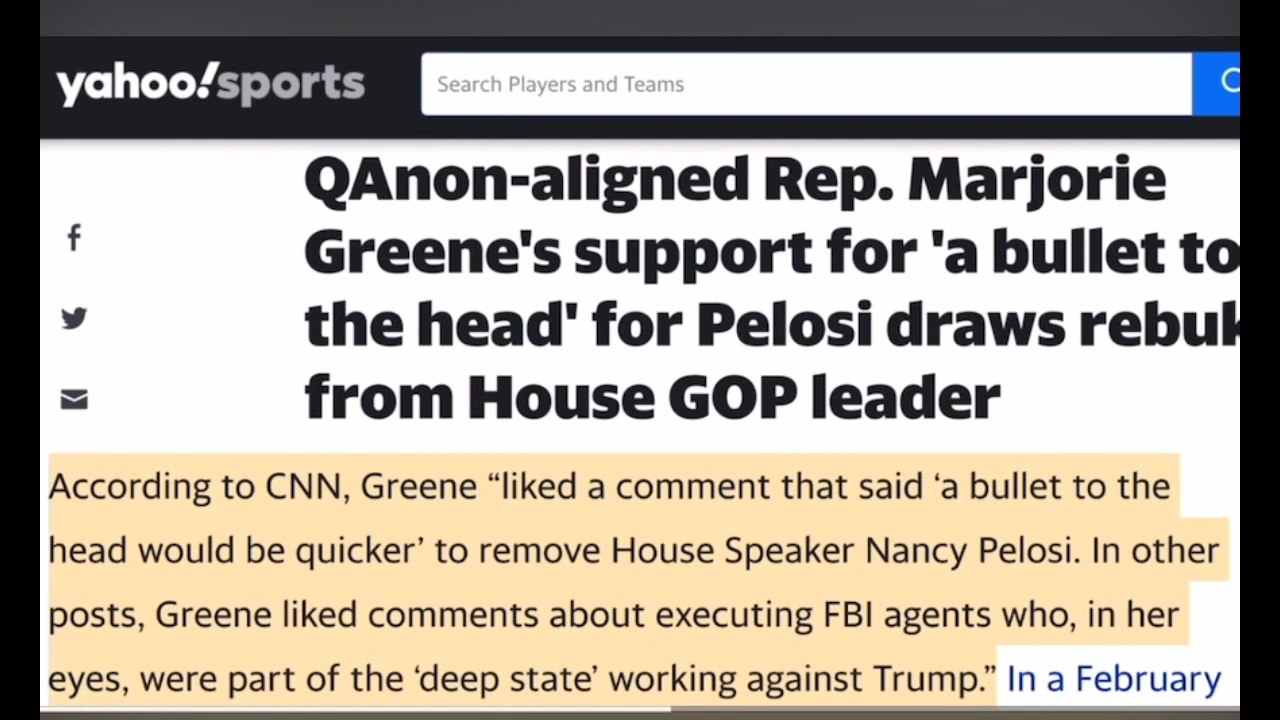 yahoo!sports
Search Players and Teams
QAnon-aligned Rep. Marjorie
Greene's support for 'a bullet to
the head' for Pelosi draws
from House GOP leader
According to CNN, Greene “liked a comment that said ‘a bullet to the
head would be quicker’ to remove House Speaker Nancy Pelosi. In other
posts, Greene liked comments about executing FBI agents who, in her
eyes, were part of the ‘deep state’ working against Trump.” In a February